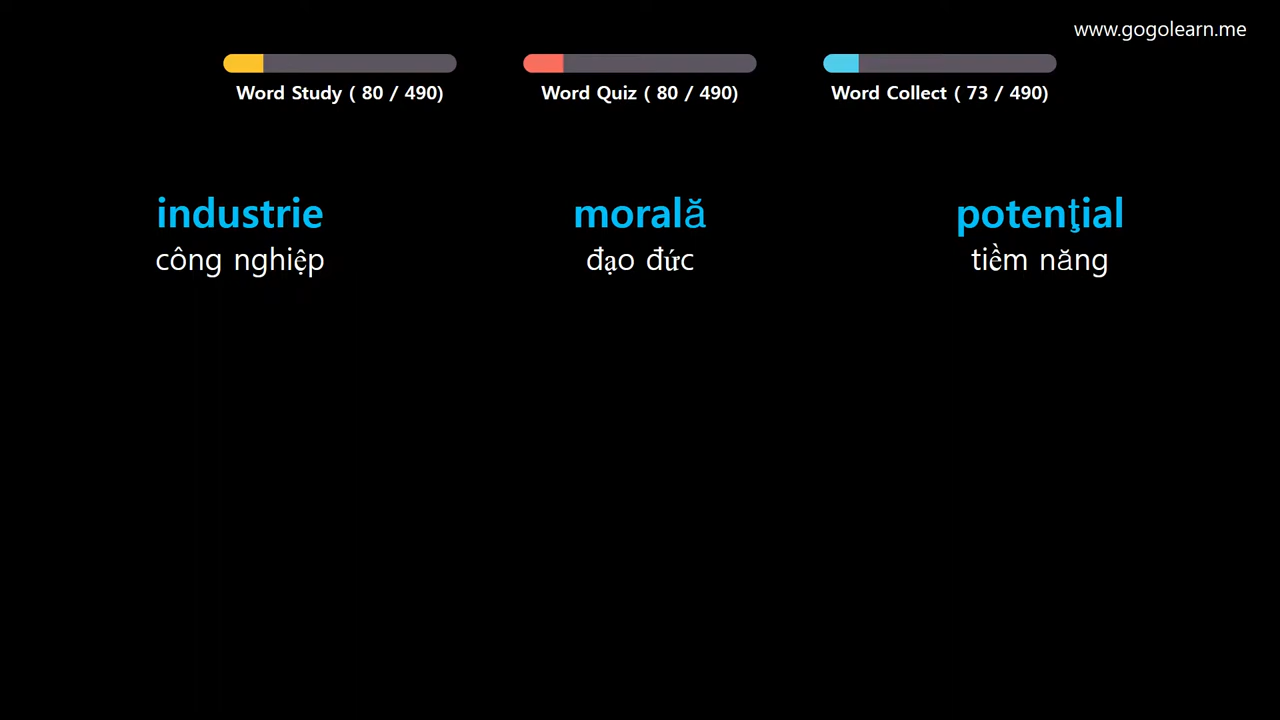 www.gogolearn.me
Word Study ( 80 / 490)
Word Quiz ( 80 / 490)
Word Collect ( 73 / 490)
industrie
công nghiệp
morală
đạo đức
potenţial
tiềm năng